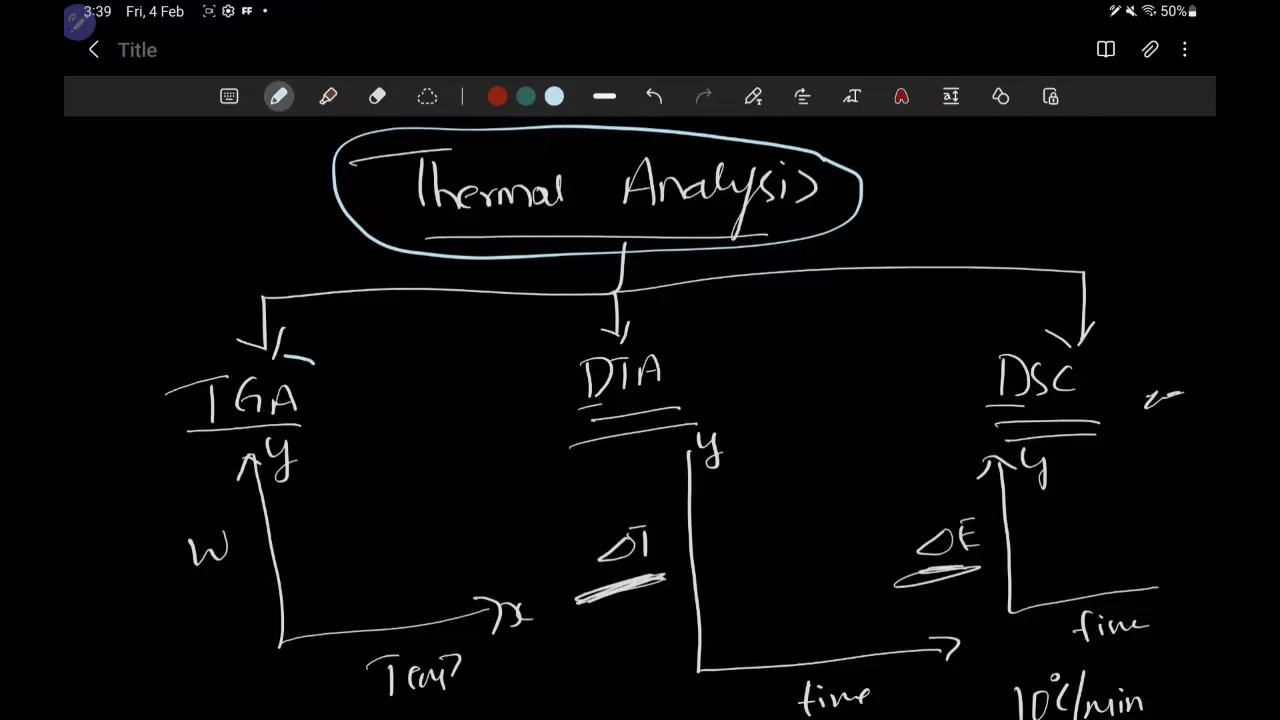 3:39 Fri, 4 Feb
50%
Title
Thermal Analysis
TGA
DTA
DSC
y
y
y
W
ΔT
ΔE
x
Temp
time
time
10°C/min